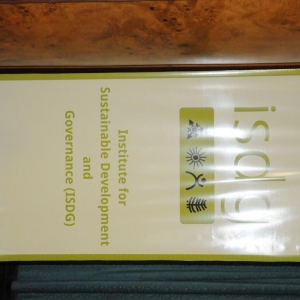 isdg
Institute for
Sustainable Development
and
Governance (ISDG)